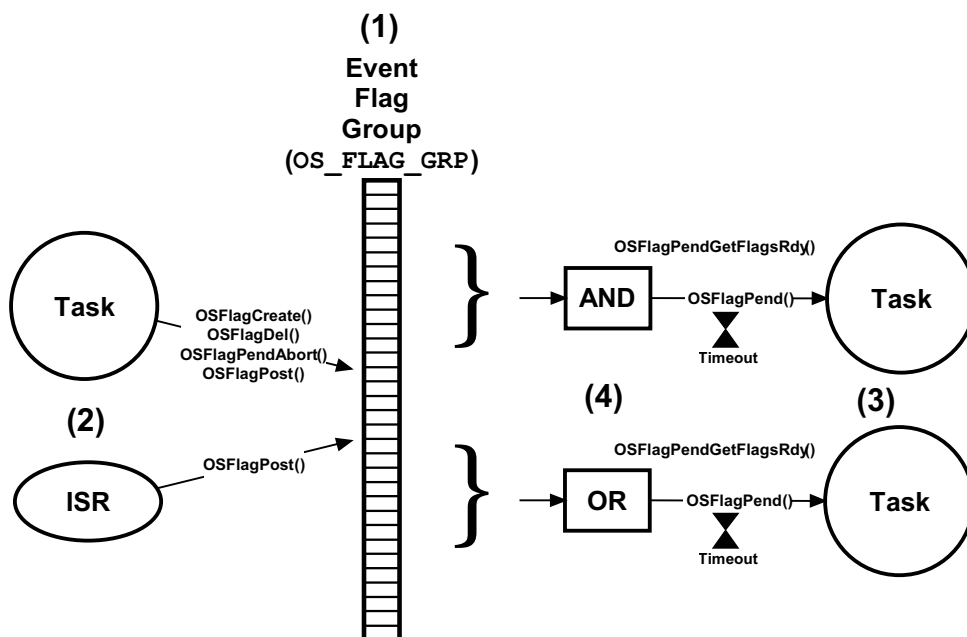 (1)
Event
Flag
Group
(OS_FLAG_GRP)
Task
OSFlagCreate()
OSFlagDel()
OSFlagPendAbort()
OSFlagPost()
(2)
ISR
OSFlagPost()
OSFlagPendGetFlagsRdy()
AND
OSFlagPend()
Timeout
Task
(4)
(3)
OSFlagPendGetFlagsRdy()
OR
OSFlagPend()
Timeout
Task